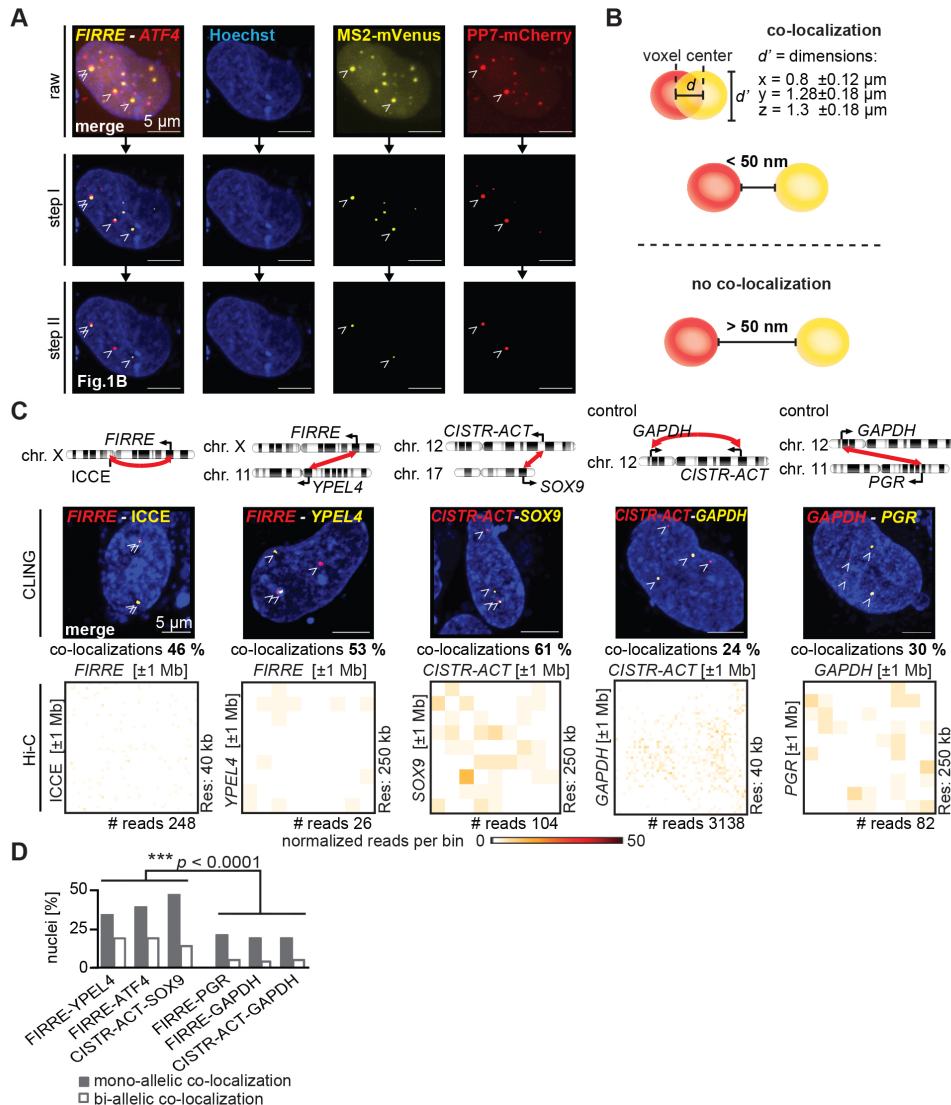 A
FIRRE - ATF4
Hoechst
MS2-mVenus
PP7-mCherry
raw
merge
5 µm
step I
step II
Fig.1B
B
co-localization
voxel center
d' = dimensions:
d
d'
x = 0.8 ±0.12 µm
y = 1.28±0.18 µm
z = 1.3 ±0.18 µm
< 50 nm
no co-localization
> 50 nm
C
chr. X
FIRRE
ICCE
FIRRE
chr. X
chr. 11
YPEL4
CISTR-ACT
chr. 12
chr. 17
SOX9
control
GAPDH
chr. 12
CISTR-ACT
control
GAPDH
chr. 12
chr. 11
PGR
CLING
FIRRE - ICCE
FIRRE - YPEL4
CISTR-ACT-SOX9
CISTR-ACT-GAPDH
GAPDH - PGR
merge
5 µm
co-localizations 46 %
co-localizations 53 %
co-localizations 61 %
co-localizations 24 %
co-localizations 30 %
Hi-C
FIRRE [±1 Mb]
ICCE [±1 Mb]
Res: 40 kb
# reads 248
FIRRE [±1 Mb]
YPEL4 [±1 Mb]
Res: 250 kb
# reads 26
CISTR-ACT [±1 Mb]
SOX9 [±1 Mb]
Res: 250 kb
# reads 104
CISTR-ACT [±1 Mb]
GAPDH [±1 Mb]
Res: 40 kb
# reads 3138
GAPDH [±1 Mb]
PGR [±1 Mb]
Res: 250 kb
# reads 82
normalized reads per bin 0 50
D
*** p < 0.0001
nuclei [%]
50
25
0
FIRRE-YPEL4
FIRRE-ATF4
CISTR-ACT-SOX9
FIRRE-PGR
FIRRE-GAPDH
CISTR-ACT-GAPDH
mono-allelic co-localization
bi-allelic co-localization